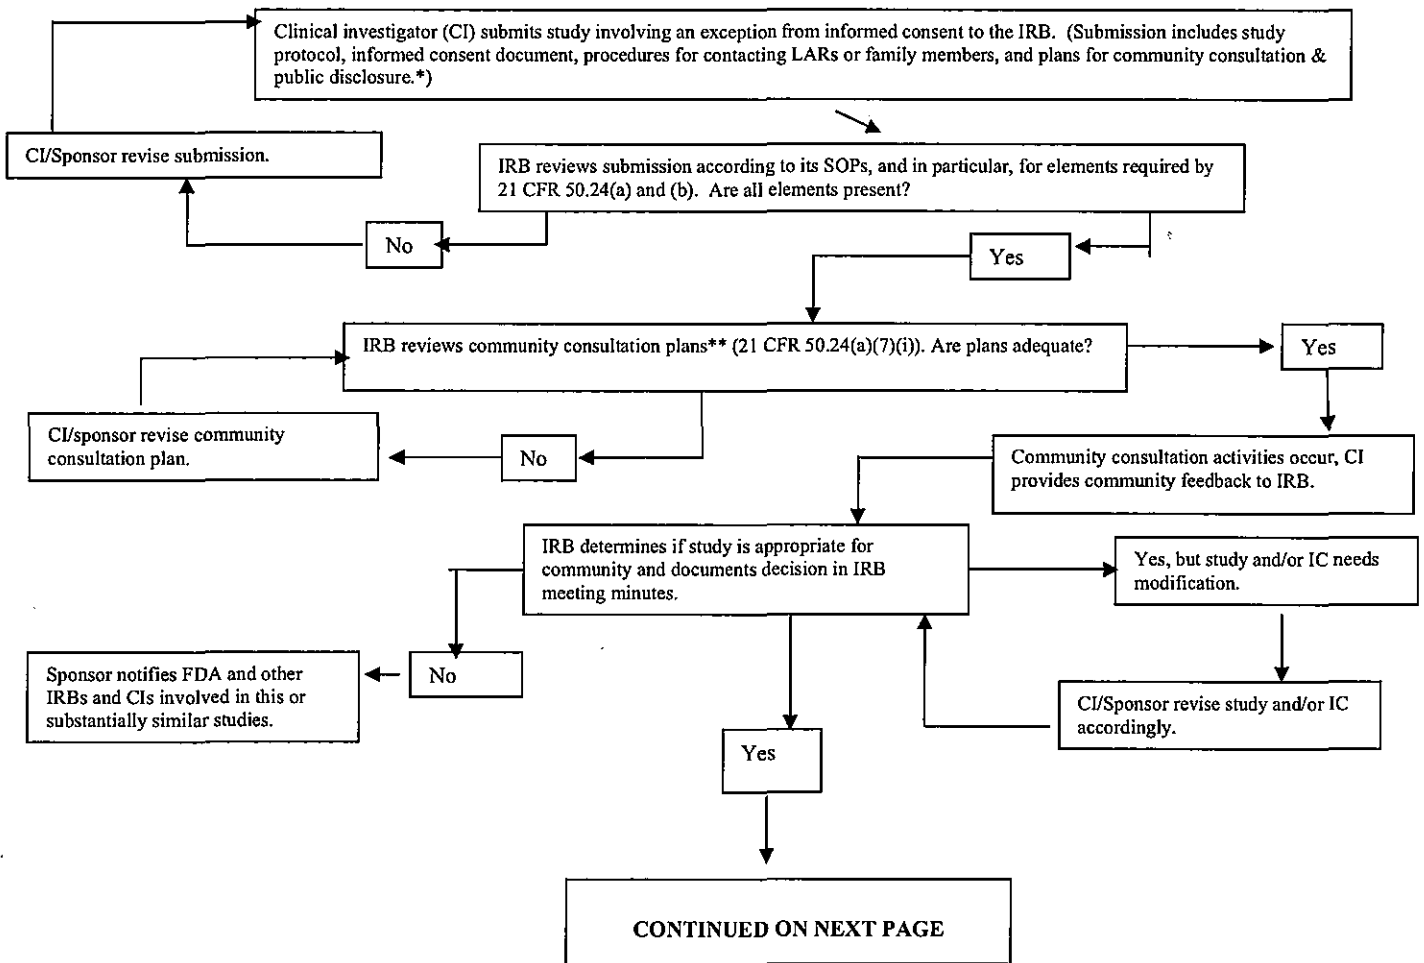 Clinical investigator (CI) submits study involving an exception from informed consent to the IRB.  (Submission includes study
protocol, informed consent document, procedures for contacting LARs or family members, and plans for community consultation &
public disclosure.*)
CI/Sponsor revise submission.
IRB reviews submission according to its SOPs, and in particular, for elements required by
21 CFR 50.24(a) and (b).  Are all elements present?
No
Yes
IRB reviews community consultation plans** (21 CFR 50.24(a)(7)(i)). Are plans adequate?
Yes
CI/sponsor revise community
consultation plan.
No
Community consultation activities occur, CI
provides community feedback to IRB.
IRB determines if study is appropriate for
community and documents decision in IRB
meeting minutes.
Yes, but study and/or IC needs
modification.
Sponsor notifies FDA and other
IRBs and CIs involved in this or
substantially similar studies.
No
CI/Sponsor revise study and/or IC
accordingly.
Yes
CONTINUED ON NEXT PAGE